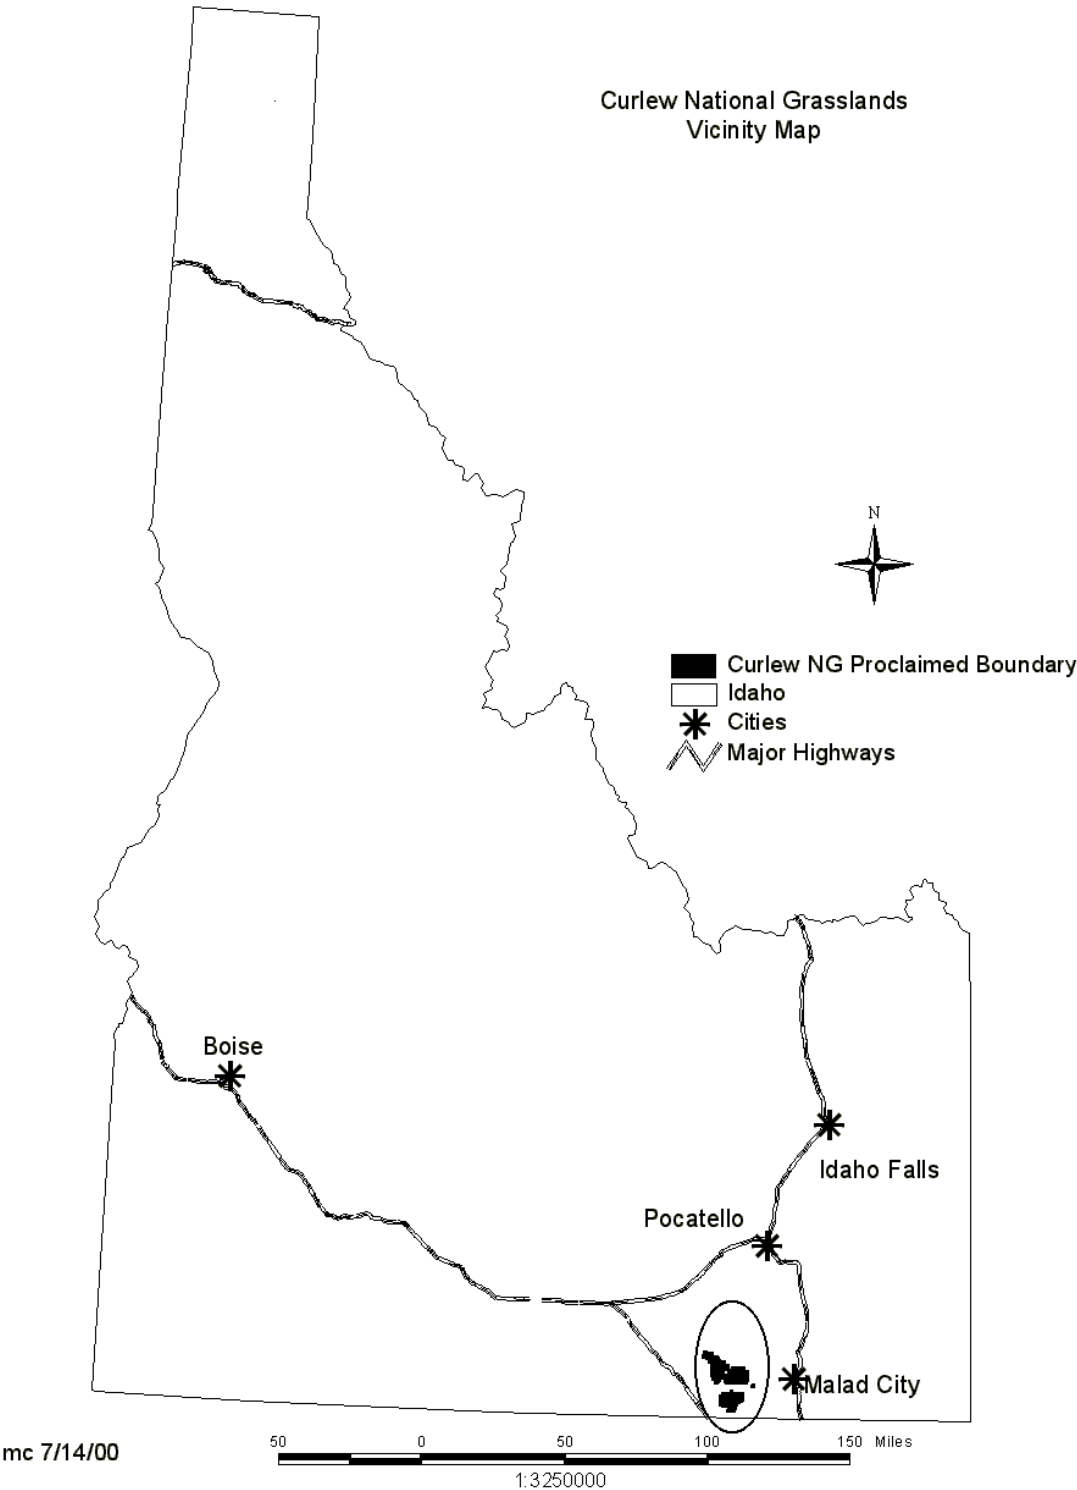 Curlew National Grasslands
Vicinity Map
N
Curlew NG Proclaimed Boundary
Idaho
Cities
Major Highways
Boise
Idaho Falls
Pocatello
Malad City
mc 7/14/00
50 0 50 100 150 Miles
1:3250000